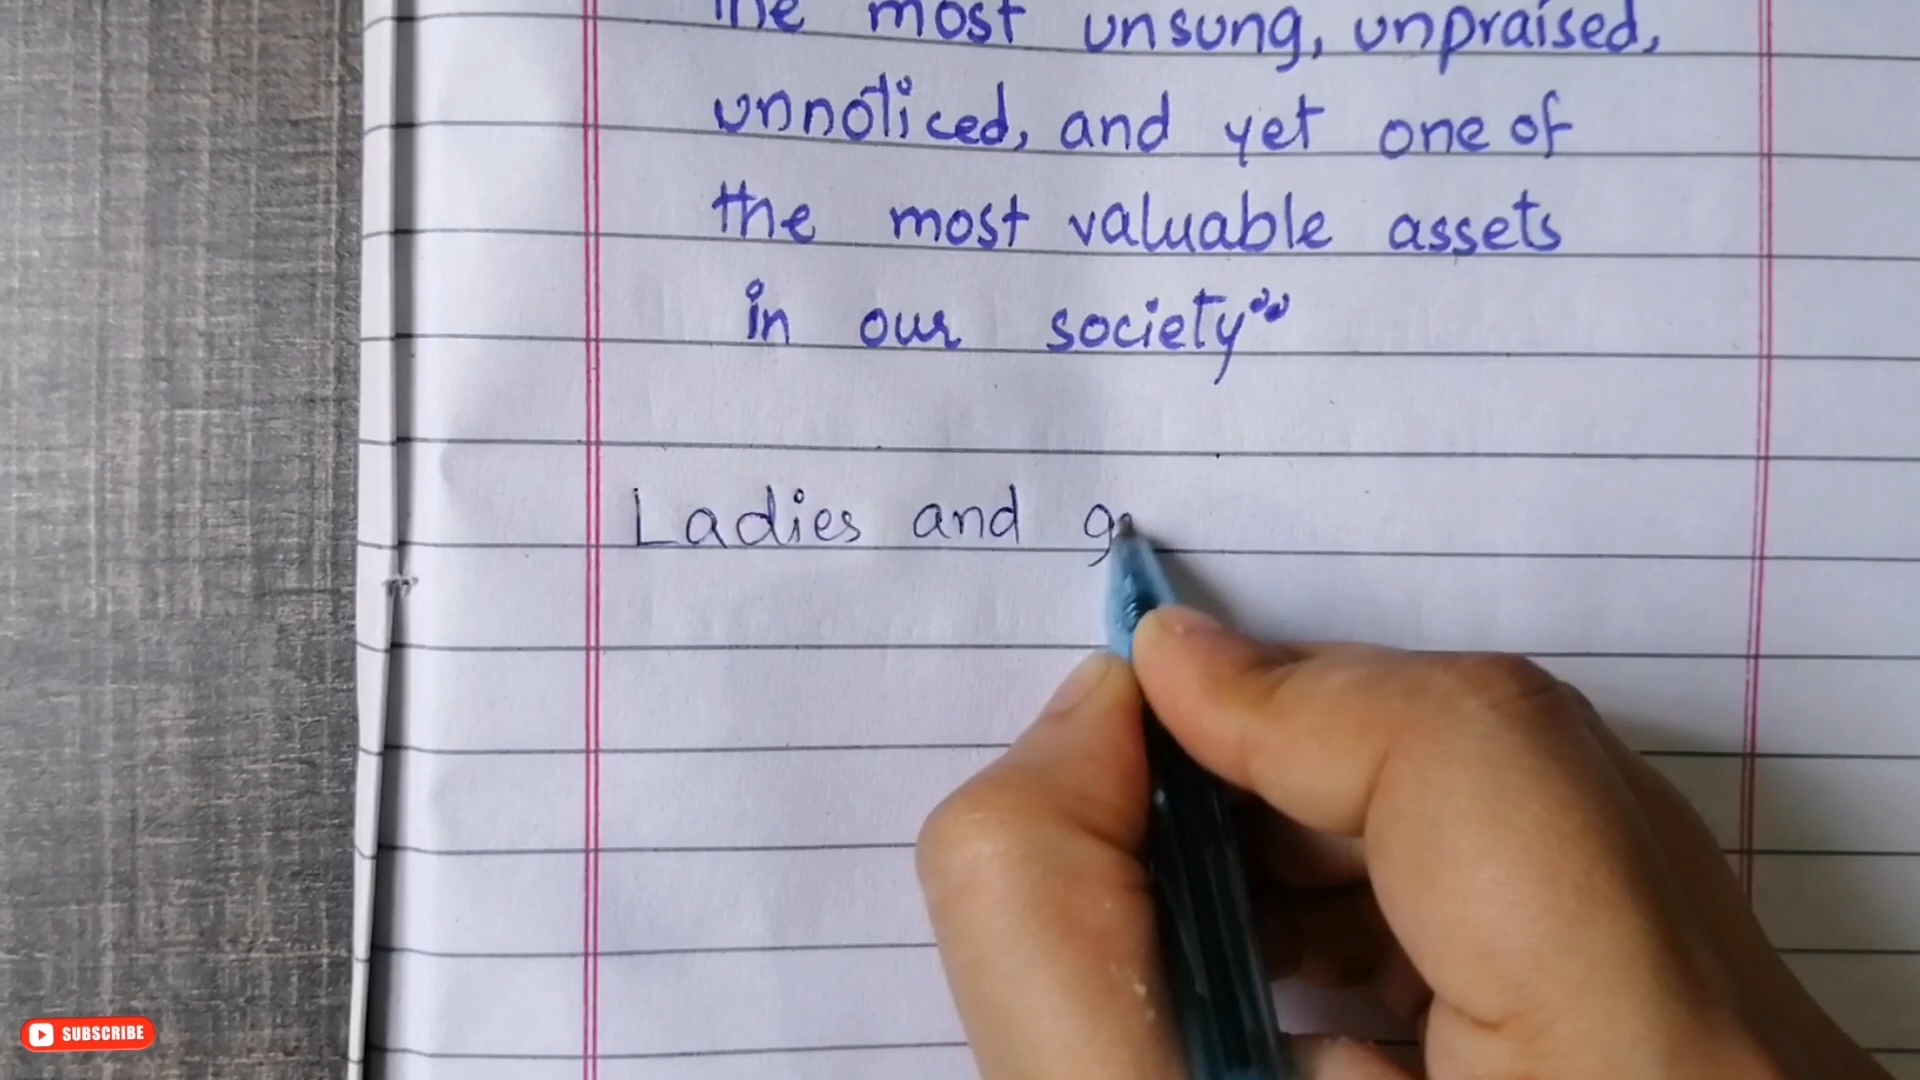 the most unsung, unpraised,
unnoticed, and yet one of
the most valuable assets
in our society"
Ladies and g
SUBSCRIBE